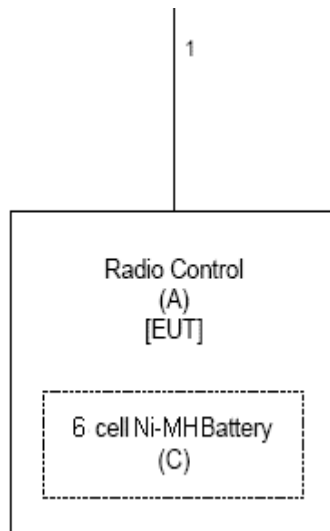 1
Radio Control
(A)
[EUT]
6 cell Ni-MH Battery
(C)